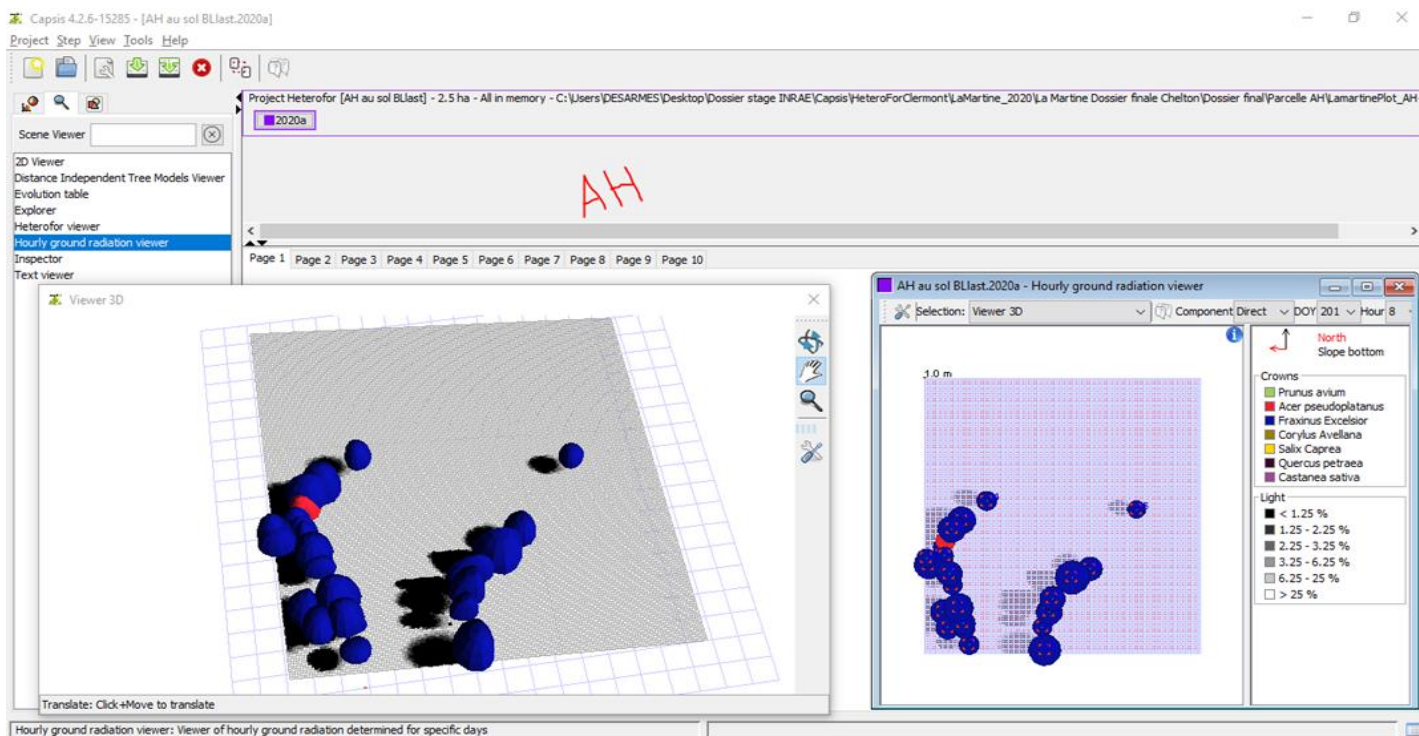 Capsis 4.2.6-15285 - [AH au sol BLlast.2020a]
Project Step View Tools Help
Project Heterofor [AH au sol BLlast] - 2.5 ha - All in memory - C:\Users\DESARMES\Desktop\Dossier stage INRAE\Capsis\HeteroForClermont\LaMartine_2020\La Martine Dossier finale Chelton\Dossier final\Parcelle AH\LamartinePlot_AH
2020a
Scene Viewer
2D Viewer
Distance Independent Tree Models Viewer
Evolution table
Explorer
Heterofor viewer
Hourly ground radiation viewer
Inspector
Text viewer
AH
Page 1 Page 2 Page 3 Page 4 Page 5 Page 6 Page 7 Page 8 Page 9 Page 10
Viewer 3D
Translate: Click+Move to translate
AH au sol BLlast.2020a - Hourly ground radiation viewer
Selection: Viewer 3D Component Direct DOY 201 Hour 8
1.0 m
North
Slope bottom
Crowns
Prunus avium
Acer pseudoplatanus
Fraxinus Excelsior
Corylus Avellana
Salix Caprea
Quercus petraea
Castanea sativa
Light
< 1.25 %
1.25 - 2.25 %
2.25 - 3.25 %
3.25 - 6.25 %
6.25 - 25 %
> 25 %
Hourly ground radiation viewer: Viewer of hourly ground radiation determined for specific days